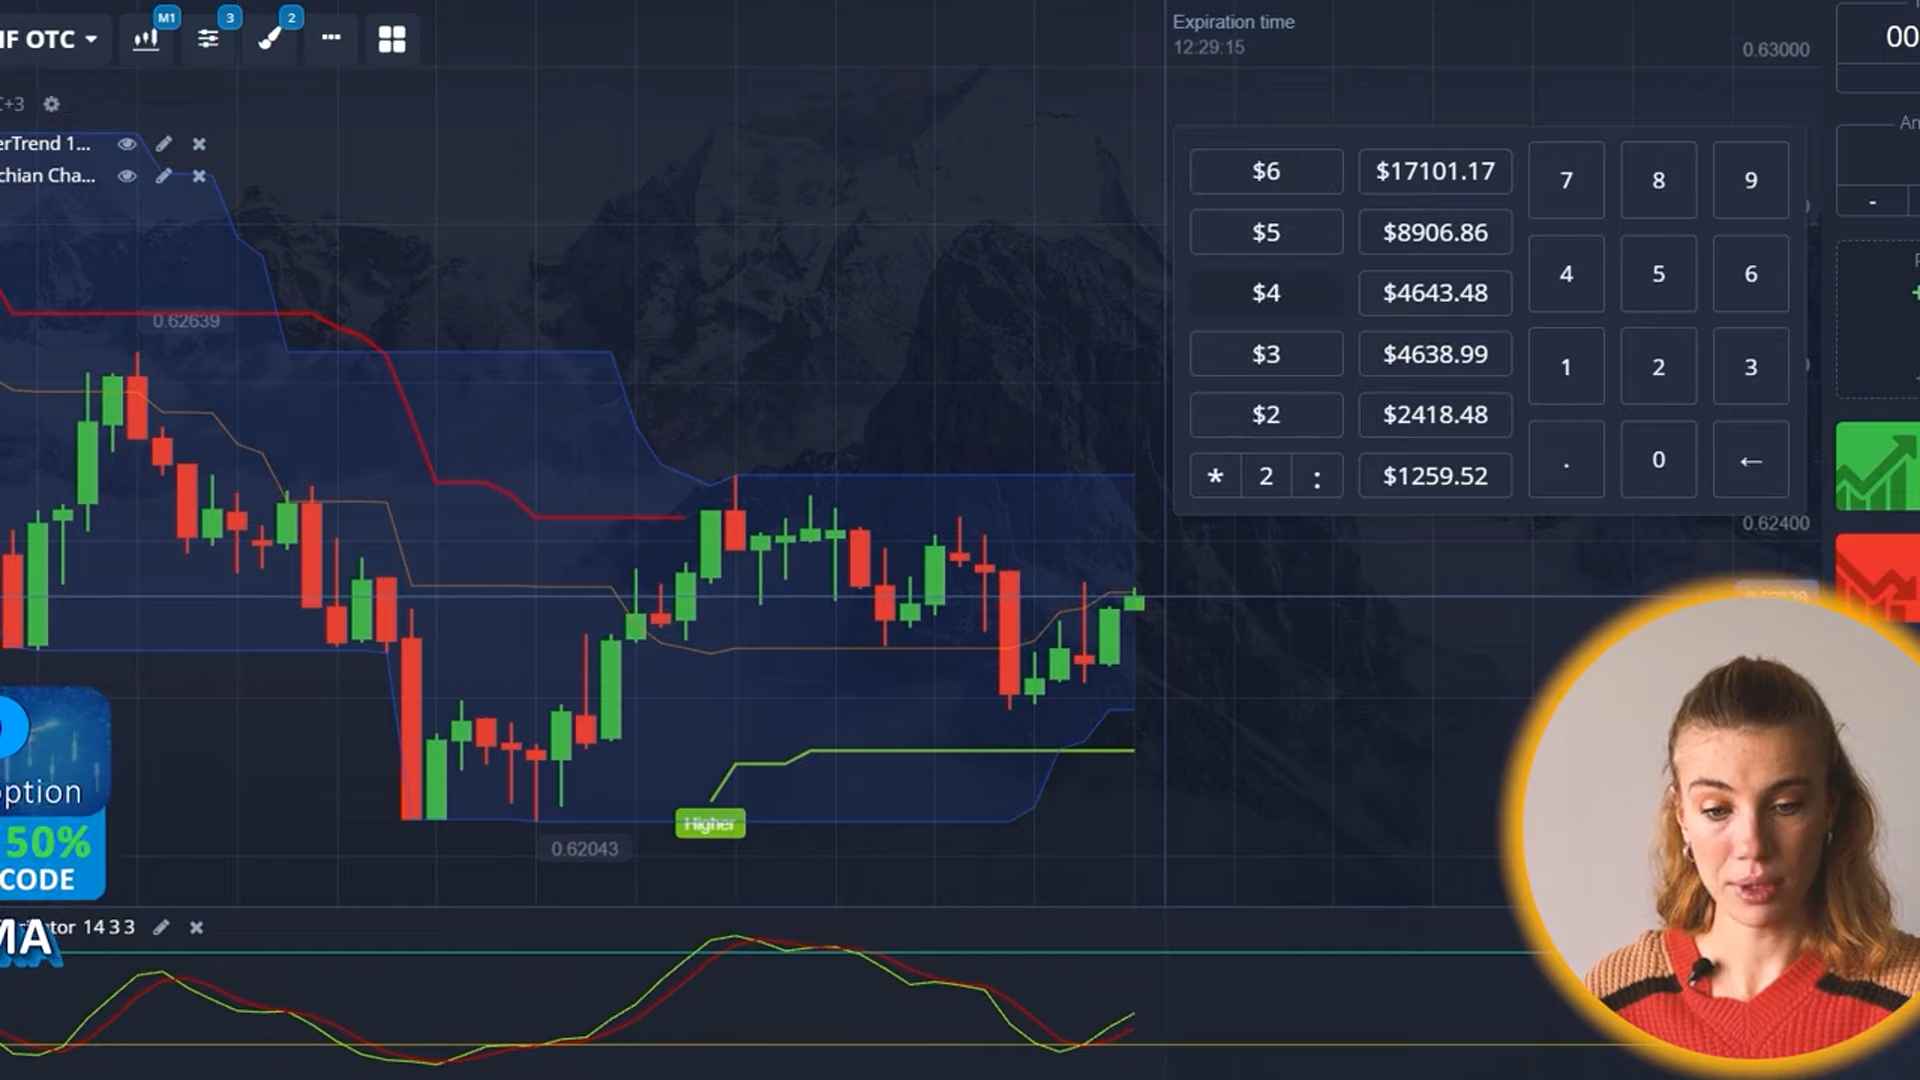 M1
3
2
IF OTC
Expiration time
12:29:15
0.63000
00
C+3
An
erTrend 1...
chian Cha...
$6
$17101.17
7
8
9
$5
$8906.86
4
5
6
$4
$4643.48
$3
$4638.99
1
2
3
$2
$2418.48
* 2 :
$1259.52
.
0
←
-
0.62639
0.62400
Higher
0.62043
option
50%
CODE
MA
tor 14 3 3